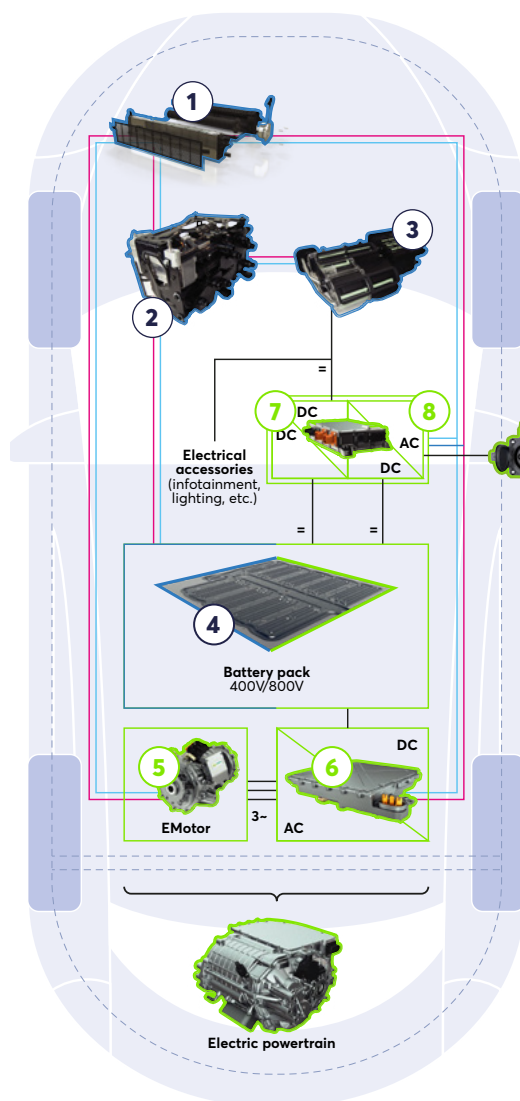 1
2
3
=
7
DC
8
DC
AC
DC
Electrical
accessories
(infotainment,
lighting, etc.)
=
=
4
Battery pack
400V/800V
5
EMotor
3~
6
DC
AC
Electric powertrain